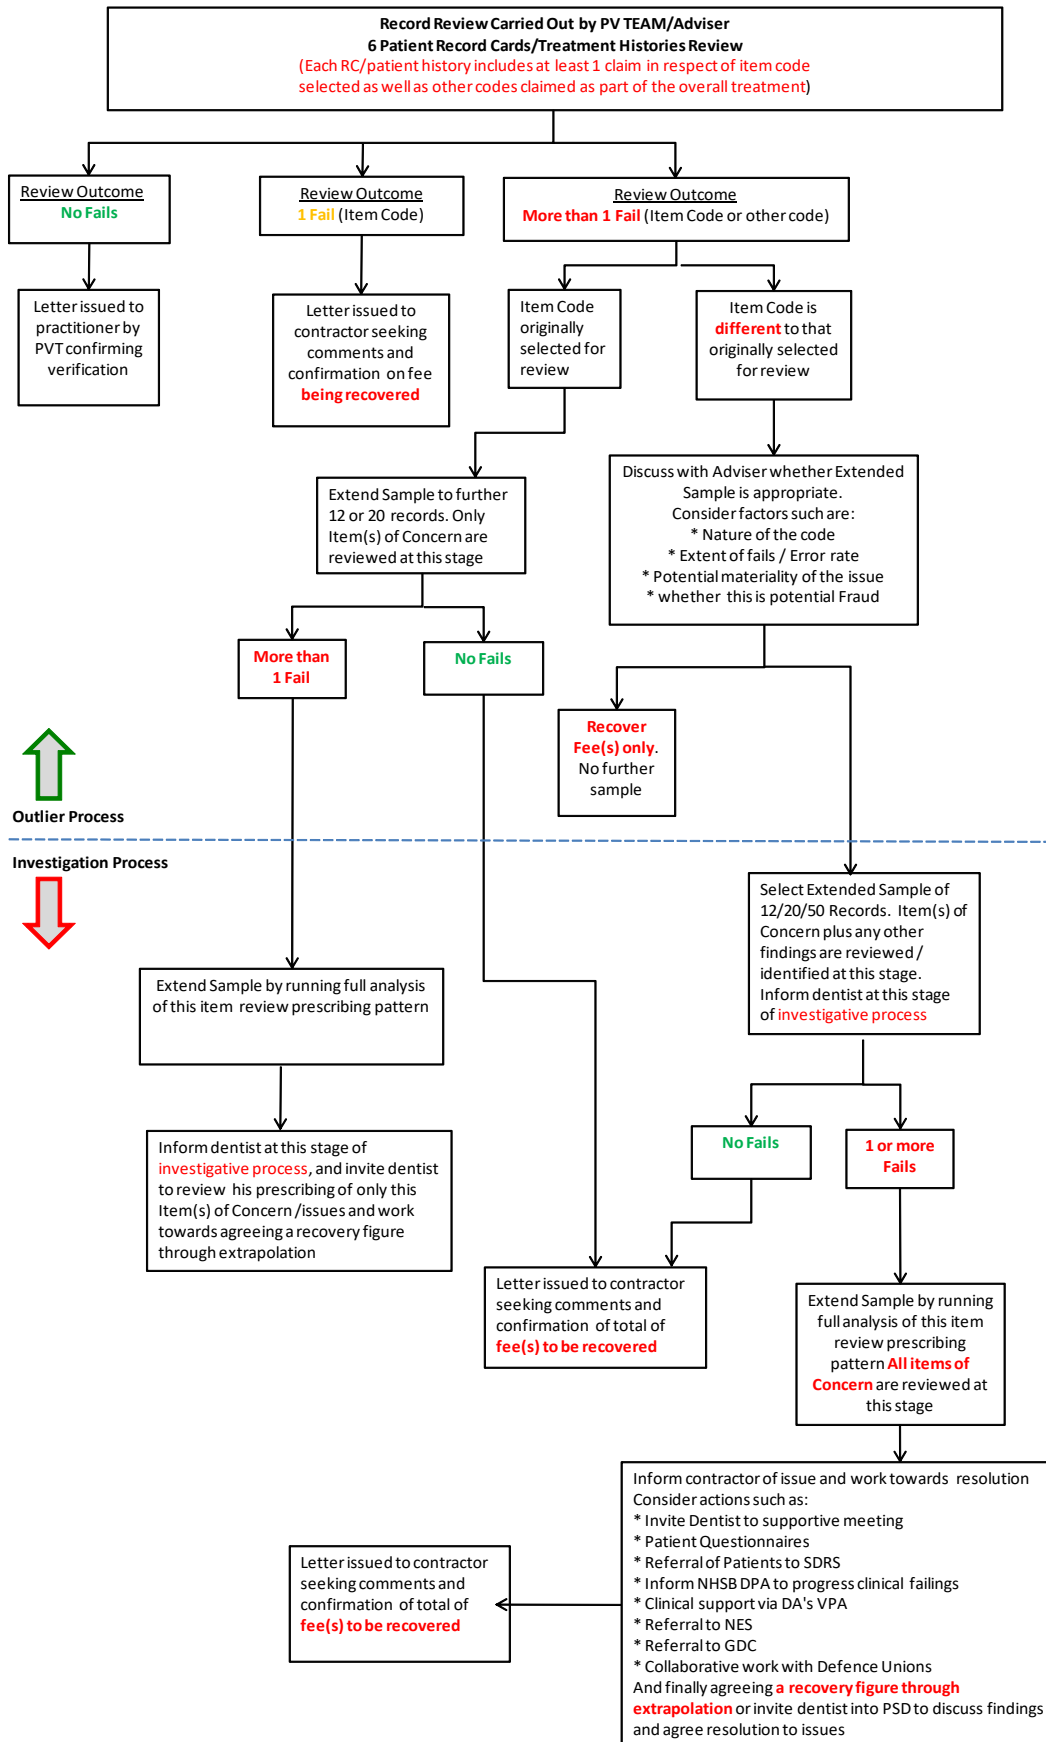 Record Review Carried Out by PV TEAM/Adviser
6 Patient Record Cards/Treatment Histories Review
(Each RC/patient history includes at least 1 claim in respect of item code
selected as well as other codes claimed as part of the overall treatment)
Review Outcome
No Fails
Review Outcome
1 Fail (Item Code)
Review Outcome
More than 1 Fail (Item Code or other code)
Letter issued to
practitioner by
PVT confirming
verification
Letter issued to
contractor seeking
comments and
confirmation on fee
being recovered
Item Code
originally
selected for
review
Item Code is
different to that
originally selected
for review
Extend Sample to further
12 or 20 records. Only
Item(s) of Concern are
reviewed at this stage
Discuss with Adviser whether Extended
Sample is appropriate.
Consider factors such are:
* Nature of the code
* Extent of fails / Error rate
* Potential materiality of the issue
* whether this is potential Fraud
More than
1 Fail
No Fails
Recover
Fee(s) only.
No further
sample
Outlier Process
Investigation Process
Select Extended Sample of
12/20/50 Records. Item(s) of
Concern plus any other
findings are reviewed /
identified at this stage.
Inform dentist at this stage
of investigative process
Extend Sample by running full analysis
of this item review prescribing pattern
No Fails
1 or more
Fails
Inform dentist at this stage of
investigative process, and invite dentist
to review his prescribing of only this
Item(s) of Concern /issues and work
towards agreeing a recovery figure
through extrapolation
Letter issued to contractor
seeking comments and
confirmation of total of
fee(s) to be recovered
Extend Sample by running
full analysis of this item
review prescribing
pattern All items of
Concern are reviewed at
this stage
Inform contractor of issue and work towards resolution
Consider actions such as:
* Invite Dentist to supportive meeting
* Patient Questionnaires
* Referral of Patients to SDRS
* Inform NHSB DPA to progress clinical failings
* Clinical support via DA's VPA
* Referral to NES
* Referral to GDC
* Collaborative work with Defence Unions
And finally agreeing a recovery figure through
extrapolation or invite dentist into PSD to discuss findings
and agree resolution to issues
Letter issued to contractor
seeking comments and
confirmation of total of
fee(s) to be recovered